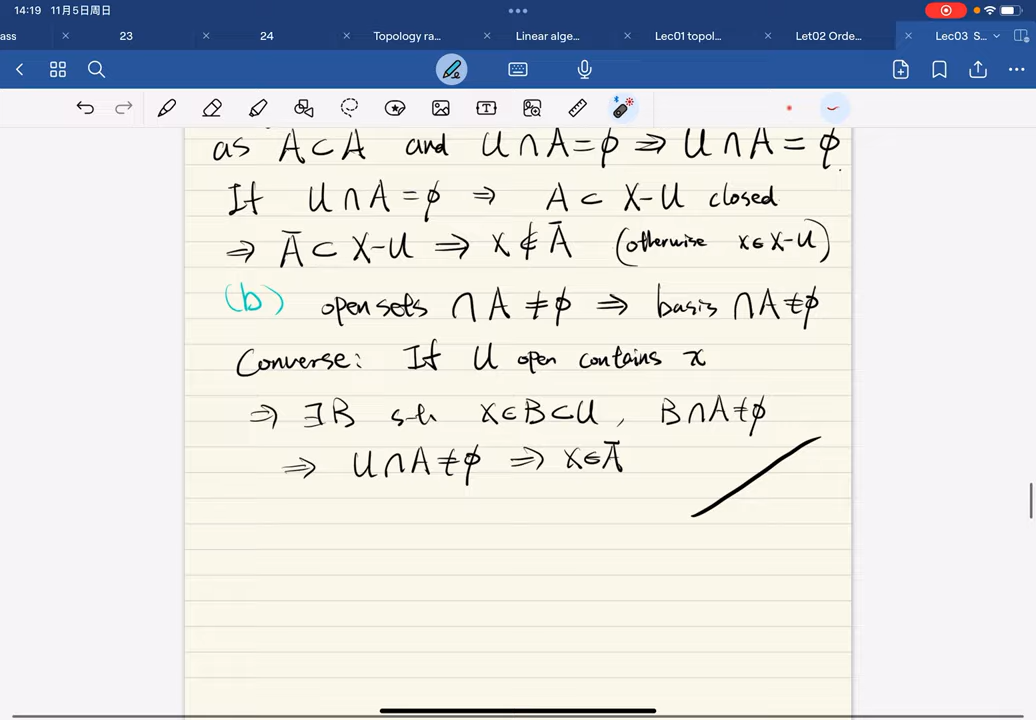 14:19 11月5日周日
ass 23 24 Topology ra... Linear alge... Lec01 topol... Let02 Orde... Lec03 S...
as A⊂Ā and U∩Ā=ϕ ⇒ U∩A=ϕ.
If U∩A=ϕ ⇒ A⊂ X-U closed
⇒ Ā⊂X-U ⇒ x∉Ā (otherwise x∈X-U)
(b) open sets ∩A≠ϕ ⇒ basis ∩A≠ϕ
Converse: If U open contains x
⇒ ∃B s.th x∈B⊂U, B∩A≠ϕ
⇒ U∩A≠ϕ ⇒ x∈Ā